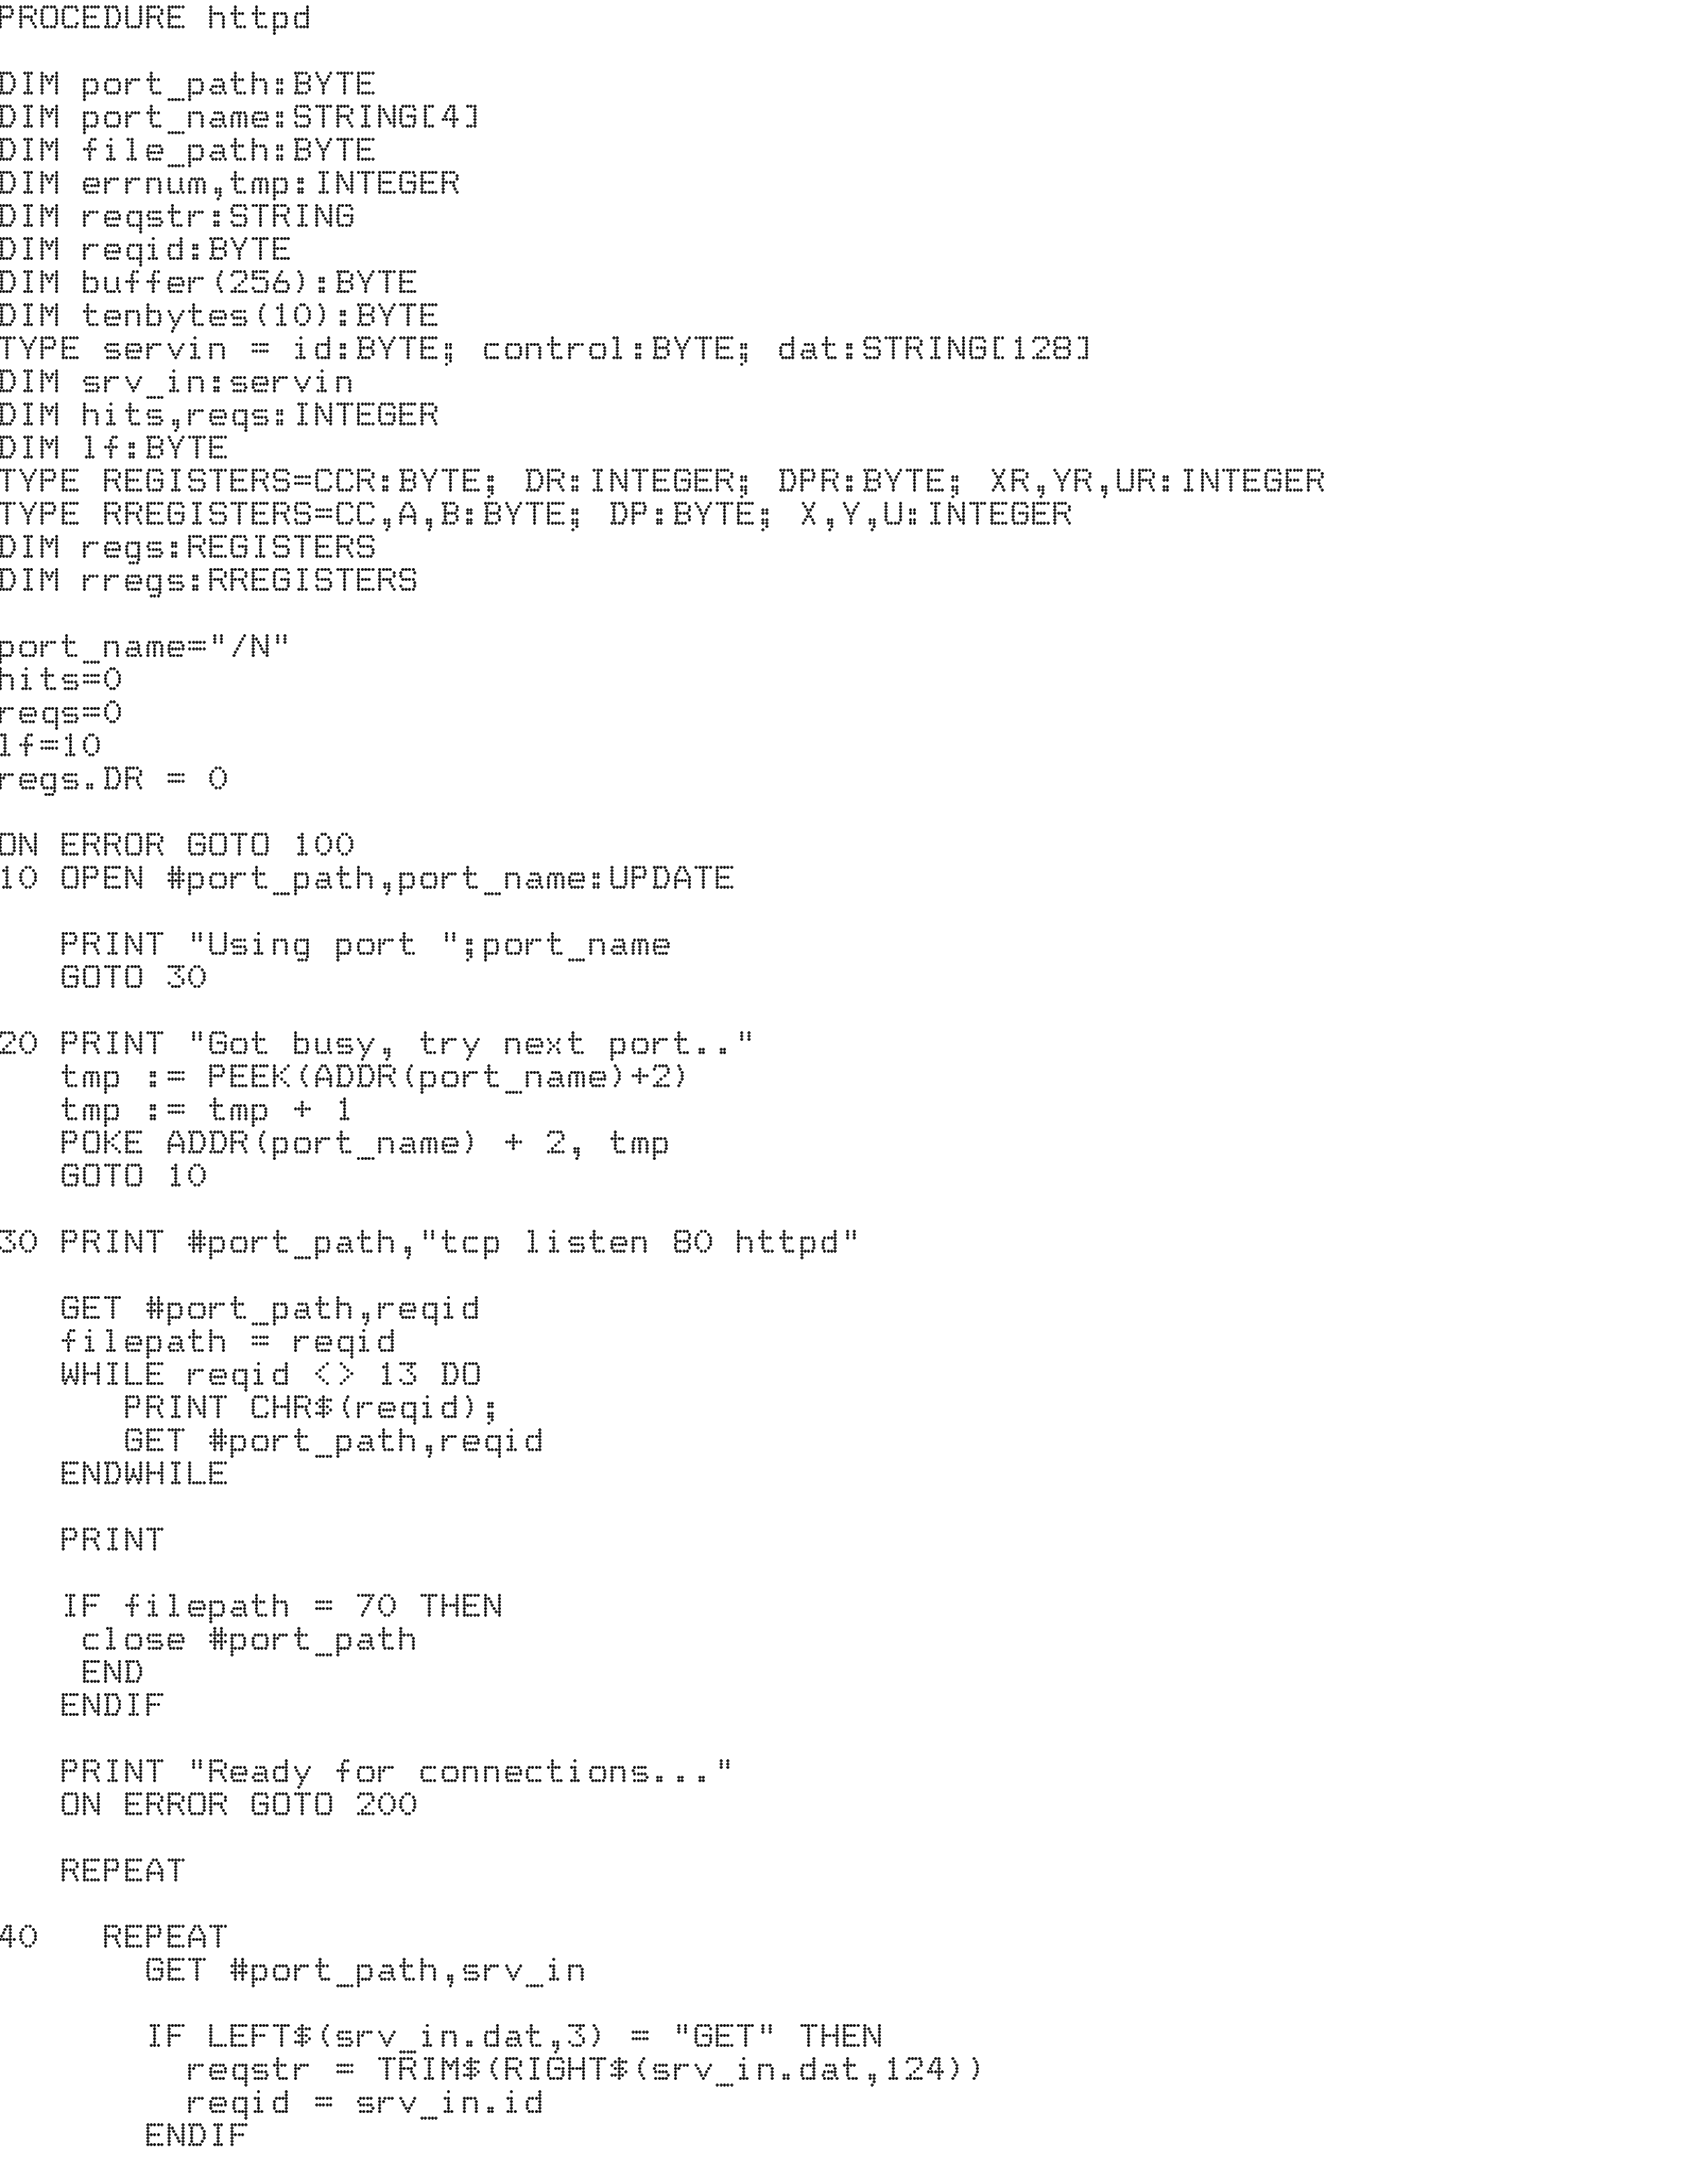 PROCEDURE httpd

DIM port_path:BYTE
DIM port_name:STRING[4]
DIM file_path:BYTE
DIM errnum,tmp:INTEGER
DIM reqstr:STRING
DIM reqid:BYTE
DIM buffer(256):BYTE
DIM tenbytes(10):BYTE
TYPE servin = id:BYTE; control:BYTE; dat:STRING[128]
DIM srv_in:servin
DIM hits,reqs:INTEGER
DIM lf:BYTE
TYPE REGISTERS=CCR:BYTE; DR:INTEGER; DPR:BYTE; XR,YR,UR:INTEGER
TYPE RREGISTERS=CC,A,B:BYTE; DP:BYTE; X,Y,U:INTEGER
DIM regs:REGISTERS
DIM rregs:RREGISTERS

port_name="/N"
hits=0
reqs=0
lf=10
regs.DR = 0

ON ERROR GOTO 100
10 OPEN #port_path,port_name:UPDATE

   PRINT "Using port ";port_name
   GOTO 30

20 PRINT "Got busy, try next port.."
   tmp := PEEK(ADDR(port_name)+2)
   tmp := tmp + 1
   POKE ADDR(port_name) + 2, tmp
   GOTO 10

30 PRINT #port_path,"tcp listen 80 httpd"

   GET #port_path,reqid
   filepath = reqid
   WHILE reqid <> 13 DO
      PRINT CHR$(reqid);
      GET #port_path,reqid
   ENDWHILE

   PRINT

   IF filepath = 70 THEN
    close #port_path
    END
   ENDIF

   PRINT "Ready for connections..."
   ON ERROR GOTO 200

   REPEAT

40   REPEAT
       GET #port_path,srv_in

       IF LEFT$(srv_in.dat,3) = "GET" THEN
         reqstr = TRIM$(RIGHT$(srv_in.dat,124))
         reqid = srv_in.id
       ENDIF